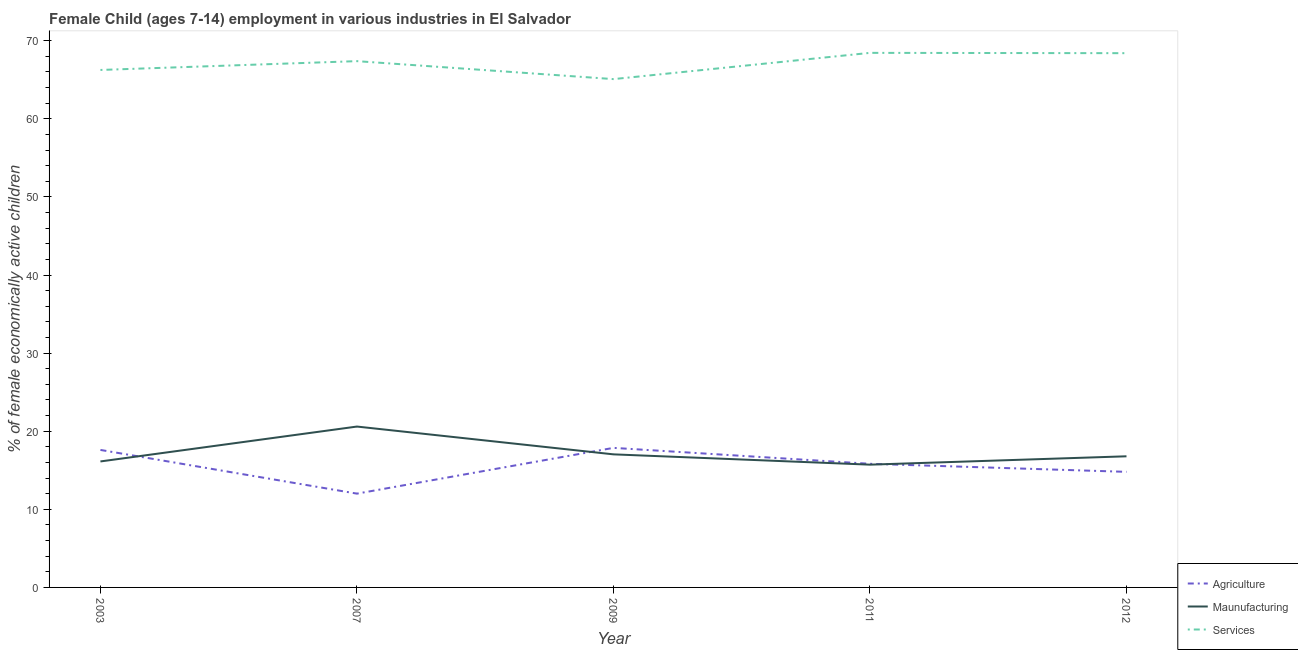 Female Child (ages 7-14) employment in various industries in El Salvador
70
60
50
40
30
20
10
0
% of female economically active children
2003
2007
2009
2011
2012
Year
Agriculture
Maunufacturing
Services